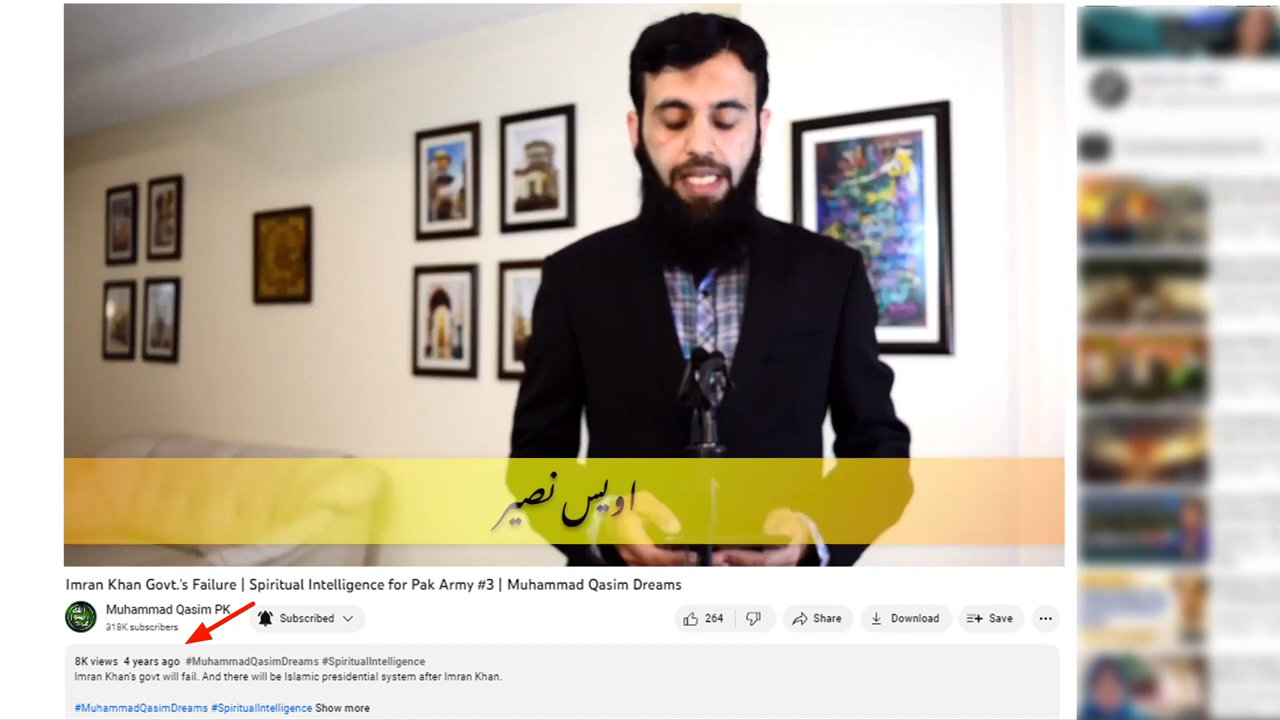 اویس نصیر
Imran Khan Govt.'s Failure | Spiritual Intelligence for Pak Army #3 | Muhammad Qasim Dreams
Muhammad Qasim PK
318K subscribers
Subscribed
264
Share
Download
Save
8K views 4 years ago #MuhammadQasimDreams #SpiritualIntelligence
Imran Khan's govt will fail. And there will be Islamic presidential system after Imran Khan.
#MuhammadQasimDreams #SpiritualIntelligence Show more